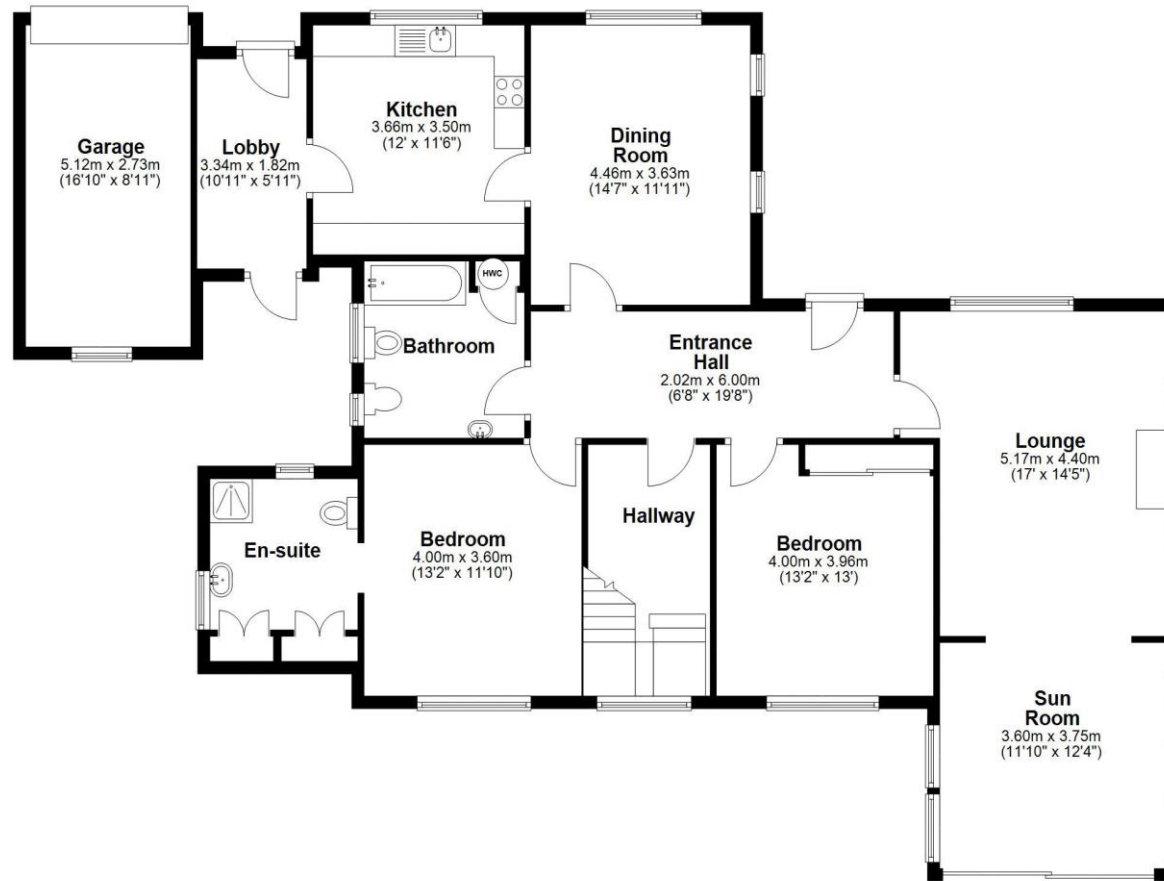 Garage
5.12m x 2.73m
(16'10" x 8'11")
Lobby
3.34m x 1.82m
(10'11" x 5'11")
Kitchen
3.66m x 3.50m
(12' x 11'6")
Dining
Room
4.46m x 3.63m
(14'7" x 11'11")
HWC
Bathroom
Entrance
Hall
2.02m x 6.00m
(6'8" x 19'8")
Lounge
5.17m x 4.40m
(17' x 14'5")
En-suite
Bedroom
4.00m x 3.60m
(13'2" x 11'10")
Hallway
Bedroom
4.00m x 3.96m
(13'2" x 13')
Sun
Room
3.60m x 3.75m
(11'10" x 12'4")